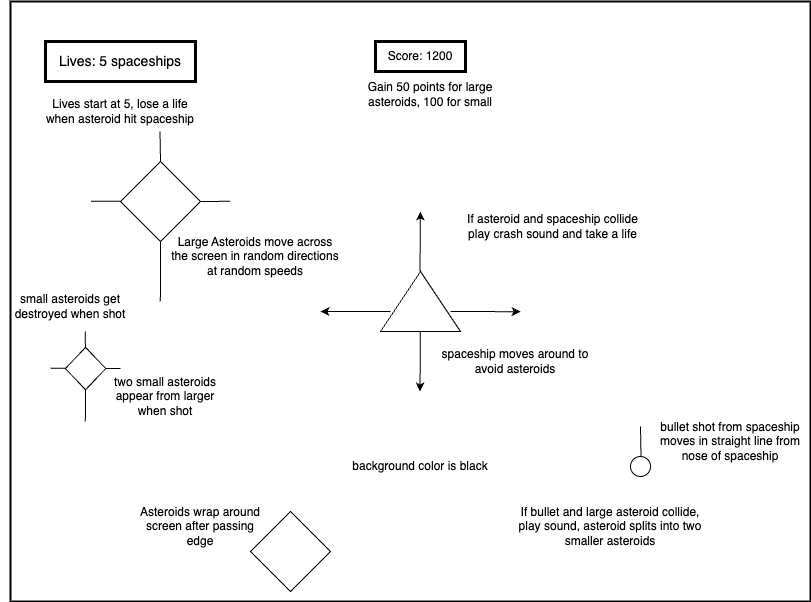 Lives: 5 spaceships
Score: 1200
Gain 50 points for large
asteroids, 100 for small
Lives start at 5, lose a life
when asteroid hit spaceship
If asteroid and spaceship collide
play crash sound and take a life
Large Asteroids move across
the screen in random directions
at random speeds
small asteroids get
destroyed when shot
spaceship moves around to
avoid asteroids
two small asteroids
appear from larger
when shot
bullet shot from spaceship
moves in straight line from
nose of spaceship
background color is black
Asteroids wrap around
screen after passing
edge
If bullet and large asteroid collide,
play sound, asteroid splits into two
smaller asteroids